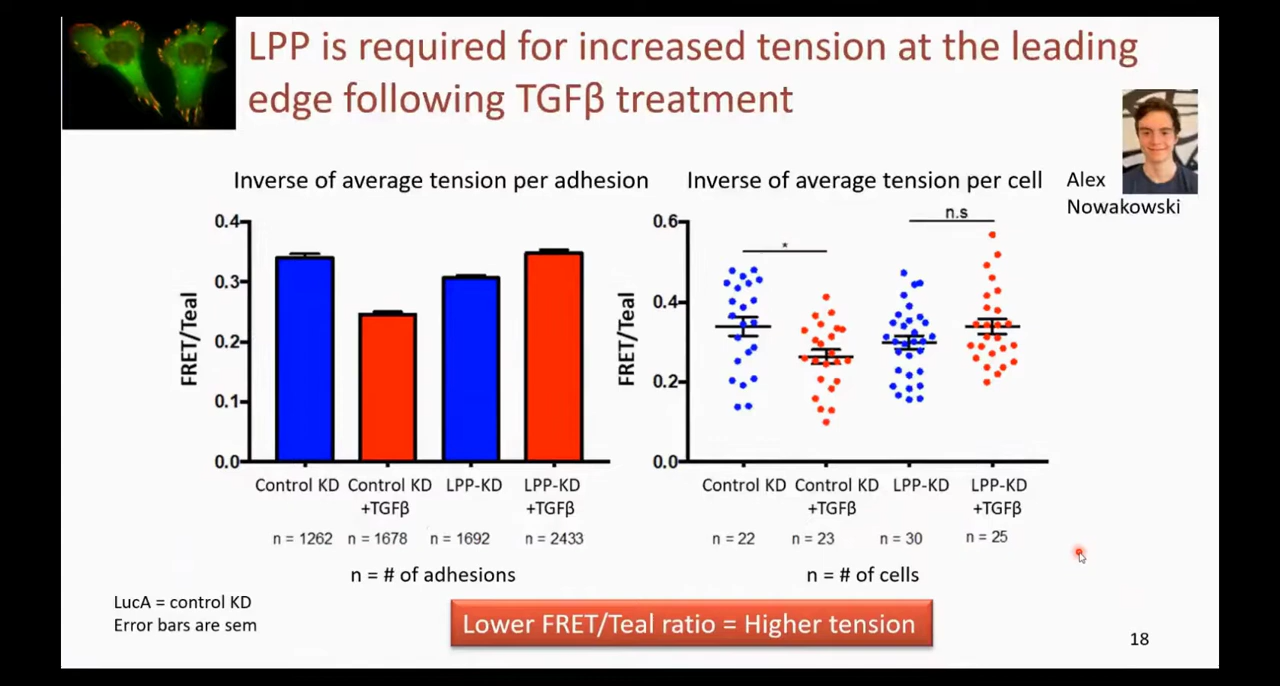 LPP is required for increased tension at the leading
edge following TGFβ treatment
Alex
Nowakowski
Inverse of average tension per adhesion
FRET/Teal
0.4
0.3
0.2
0.1
0.0
Control KD
Control KD
+TGFβ
LPP-KD
LPP-KD
+TGFβ
n = 1262
n = 1678
n = 1692
n = 2433
n = # of adhesions
Inverse of average tension per cell
FRET/Teal
0.6
0.4
0.2
0.0
*
n.s
Control KD
Control KD
+TGFβ
LPP-KD
LPP-KD
+TGFβ
n = 22
n = 23
n = 30
n = 25
n = # of cells
LucA = control KD
Error bars are sem
Lower FRET/Teal ratio = Higher tension
18